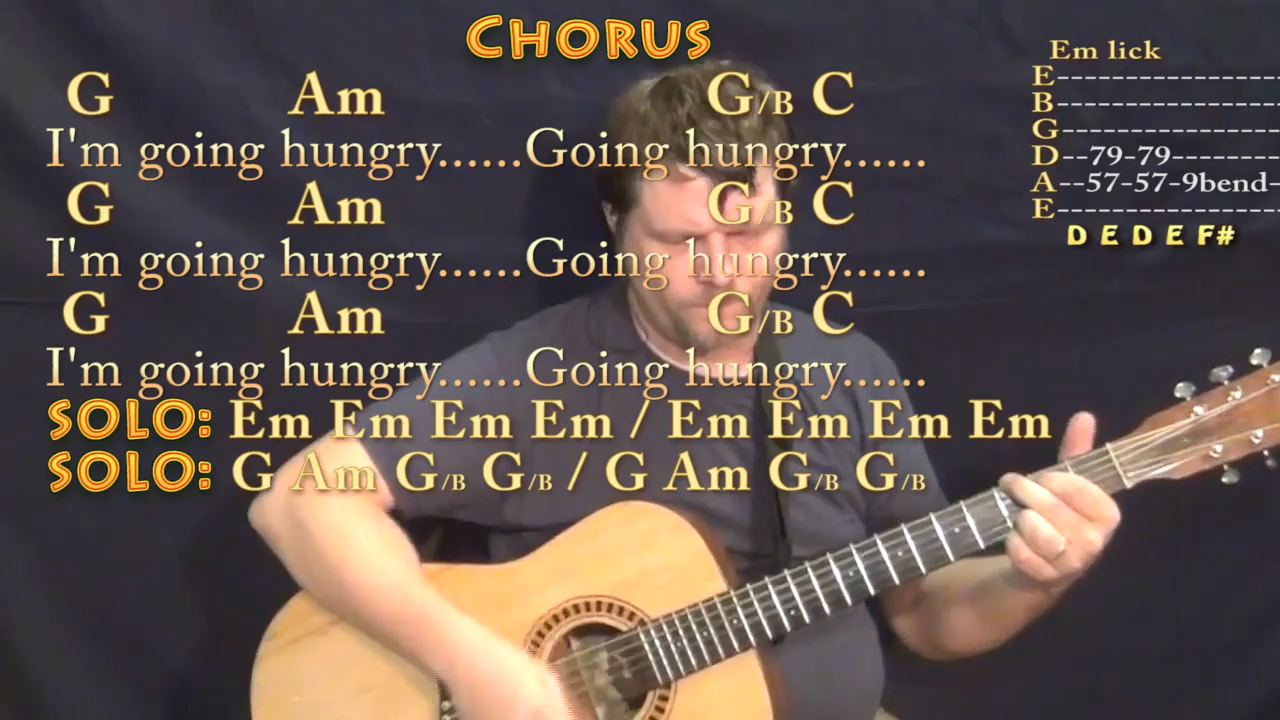 CHORUS
G Am G/B C
I'm going hungry......Going hungry......
G Am G/B C
I'm going hungry......Going hungry......
G Am G/B C
I'm going hungry......Going hungry......
SOLO: Em Em Em Em / Em Em Em Em
SOLO: G Am G/B G/B / G Am G/B G/B
Em lick
E------------------
B------------------
G------------------
D--79-79---------
A--57-57-9bend-
E------------------
D E D E F#